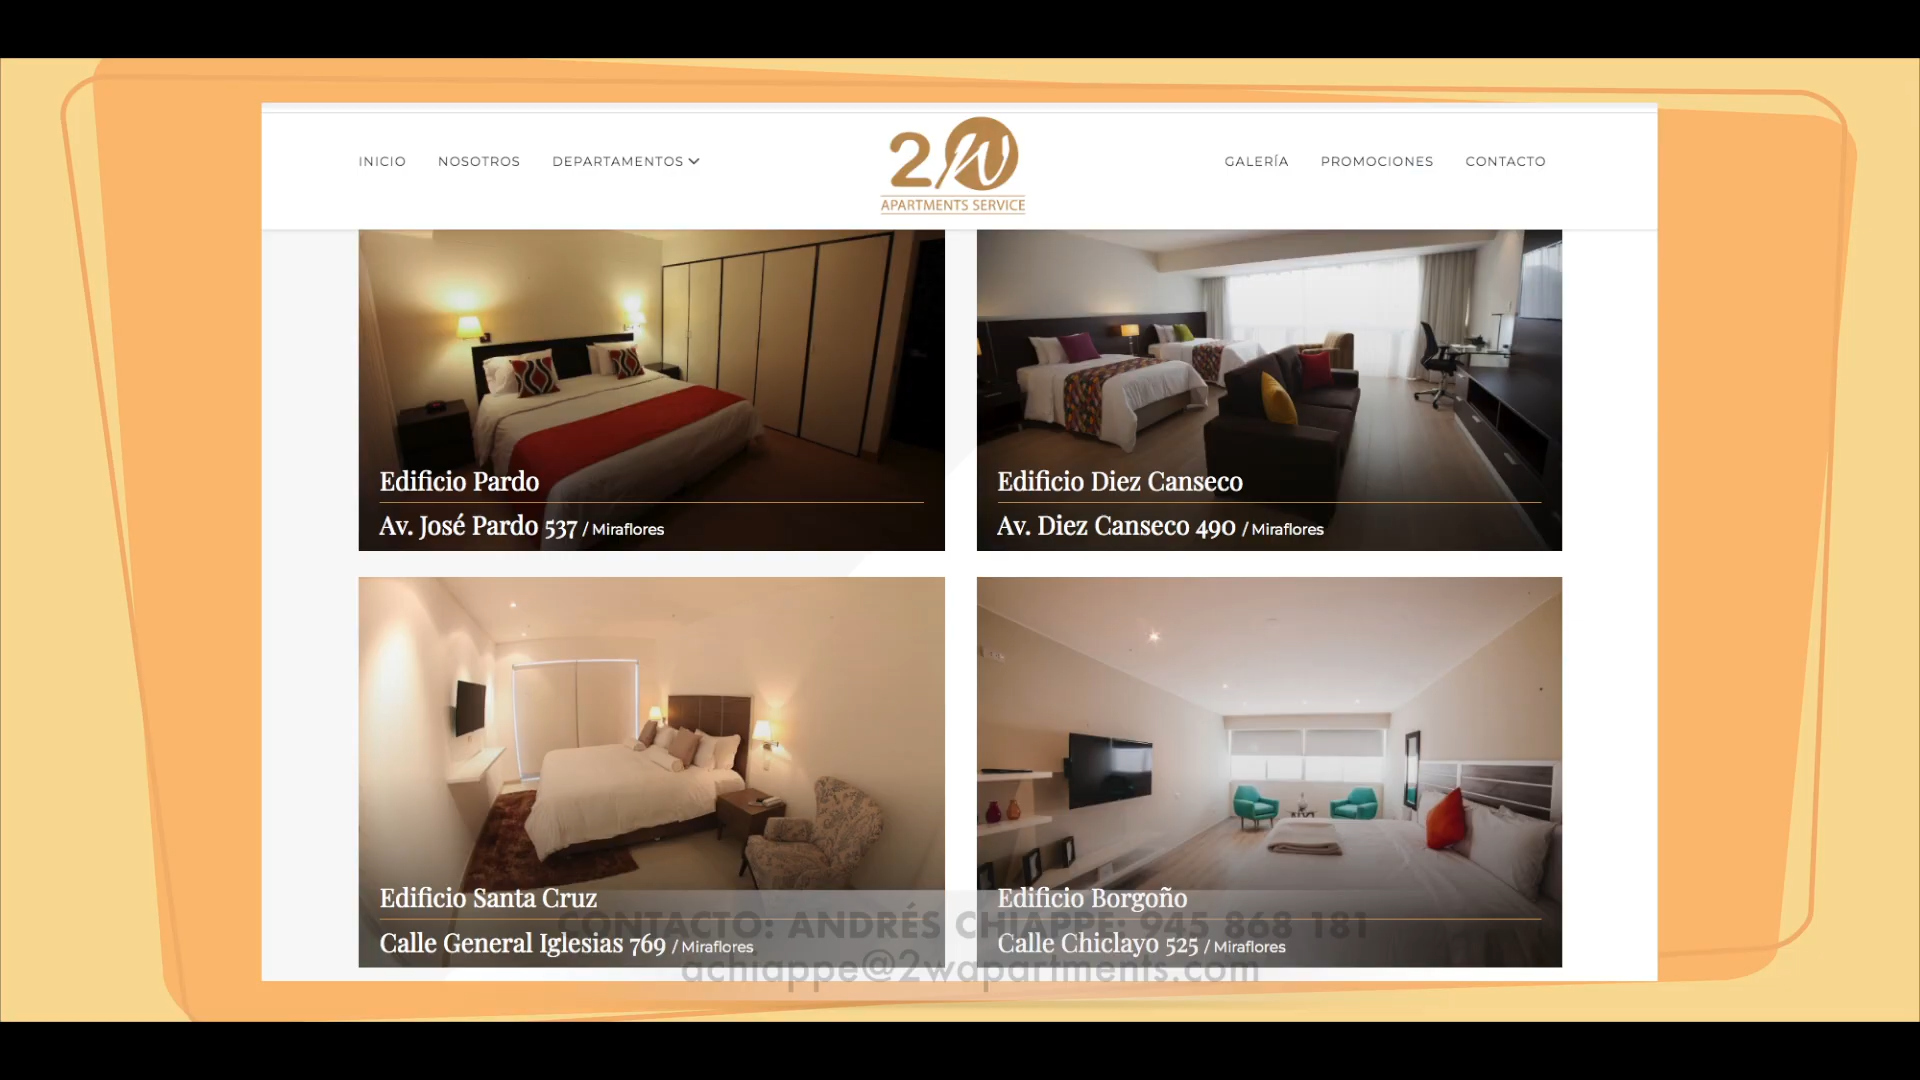 INICIO NOSOTROS DEPARTAMENTOS
2W
APARTMENTS SERVICE
GALERÍA PROMOCIONES CONTACTO
Edificio Pardo
Av. José Pardo 537 / Miraflores
Edificio Diez Canseco
Av. Diez Canseco 490 / Miraflores
Edificio Santa Cruz
Calle General Iglesias 769 / Miraflores
Edificio Borgoño
Calle Chiclayo 525 / Miraflores
CONTACTO: ANDRÉS CHIAPPE: 945 868 181
achiappe@2wapartments.com